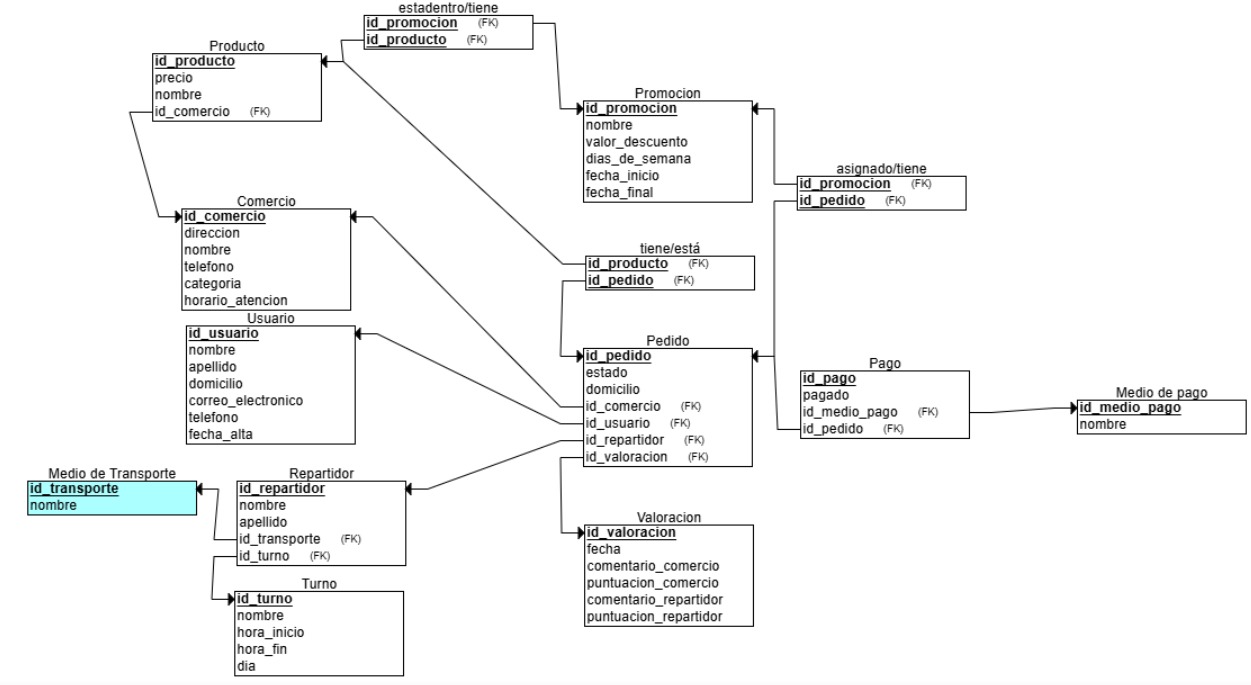 estadentro/tiene
id_promocion (FK)
id_producto (FK)
Producto
id_producto
precio
nombre
id_comercio (FK)
Promocion
id_promocion
nombre
valor_descuento
dias_de_semana
fecha_inicio
fecha_final
asignado/tiene
id_promocion (FK)
id_pedido (FK)
Comercio
id_comercio
direccion
nombre
telefono
categoria
horario_atencion
tiene/está
id_producto (FK)
id_pedido (FK)
Usuario
id_usuario
nombre
apellido
domicilio
correo_electronico
telefono
fecha_alta
Pedido
id_pedido
estado
domicilio
id_comercio (FK)
id_usuario (FK)
id_repartidor (FK)
id_valoracion (FK)
Pago
id_pago
pagado
id_medio_pago (FK)
id_pedido (FK)
Medio de pago
id_medio_pago
nombre
Medio de Transporte
id_transporte
nombre
Repartidor
id_repartidor
nombre
apellido
id_transporte (FK)
id_turno (FK)
Valoracion
id_valoracion
fecha
comentario_comercio
puntuacion_comercio
comentario_repartidor
puntuacion_repartidor
Turno
id_turno
nombre
hora_inicio
hora_fin
dia